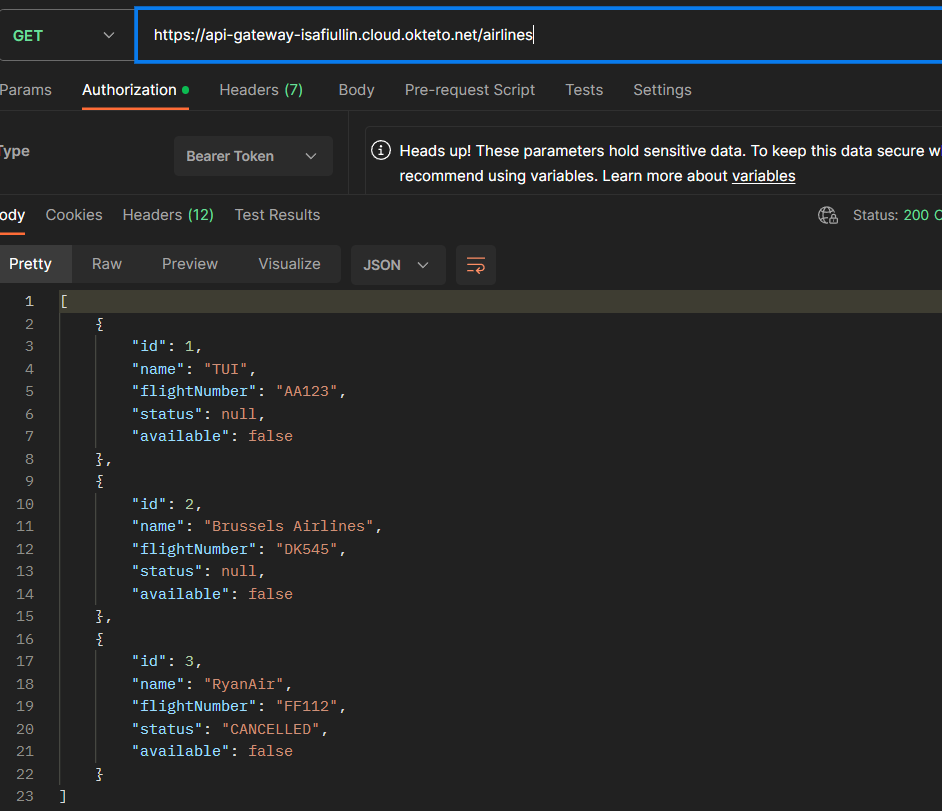 GET
https://api-gateway-isafiullin.cloud.okteto.net/airlines
Params Authorization Headers (7) Body Pre-request Script Tests Settings
Type
Bearer Token
Heads up! These parameters hold sensitive data. To keep this data secure w
recommend using variables. Learn more about variables
ody Cookies Headers (12) Test Results Status: 200 O
Pretty Raw Preview Visualize JSON
1 [
2 {
3 "id": 1,
4 "name": "TUI",
5 "flightNumber": "AA123",
6 "status": null,
7 "available": false
8 },
9 {
10 "id": 2,
11 "name": "Brussels Airlines",
12 "flightNumber": "DK545",
13 "status": null,
14 "available": false
15 },
16 {
17 "id": 3,
18 "name": "RyanAir",
19 "flightNumber": "FF112",
20 "status": "CANCELLED",
21 "available": false
22 }
23 ]